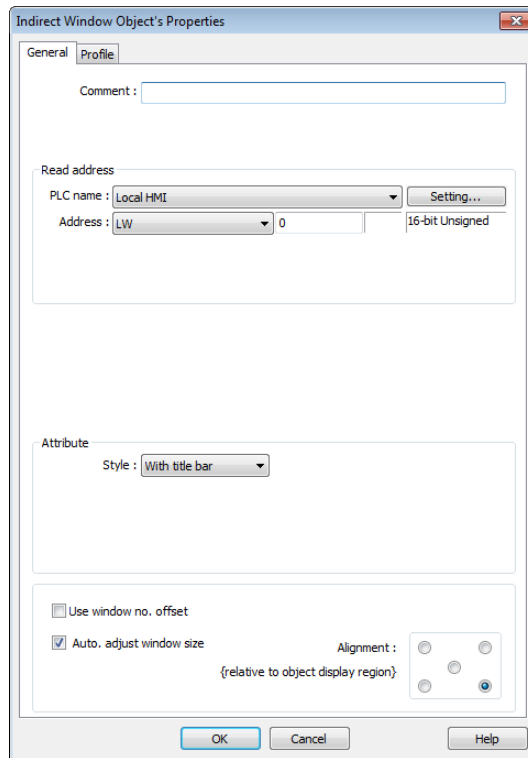 Indirect Window Object's Properties
General Profile
Comment :
Read address
PLC name : Local HMI Setting...
Address : LW 0 16-bit Unsigned
Attribute
Style : With title bar
Use window no. offset
Auto. adjust window size
Alignment :
{relative to object display region}
OK Cancel Help